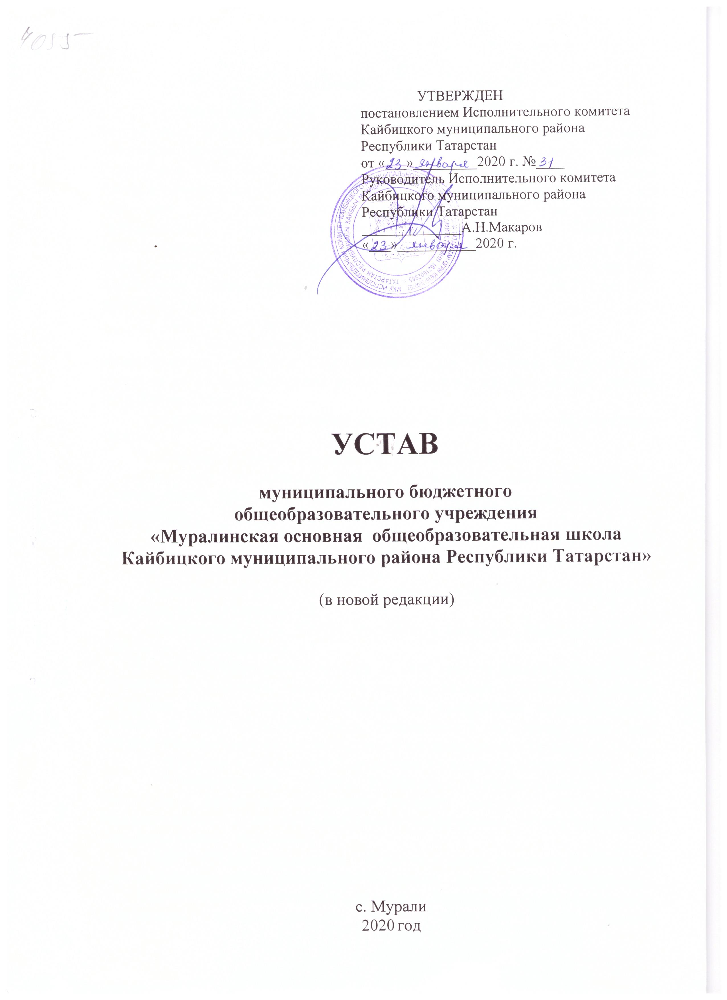 4055
УТВЕРЖДЕН
постановлением Исполнительного комитета
Кайбицкого муниципального района
Республики Татарстан
от «23» января 2020 г. № 31
Руководитель Исполнительного комитета
Кайбицкого муниципального района
Республики Татарстан
А.Н.Макаров
«23» января 2020 г.
УСТАВ
муниципального бюджетного
общеобразовательного учреждения
«Муралинская основная общеобразовательная школа
Кайбицкого муниципального района Республики Татарстан»
(в новой редакции)
с. Мурали
2020 год